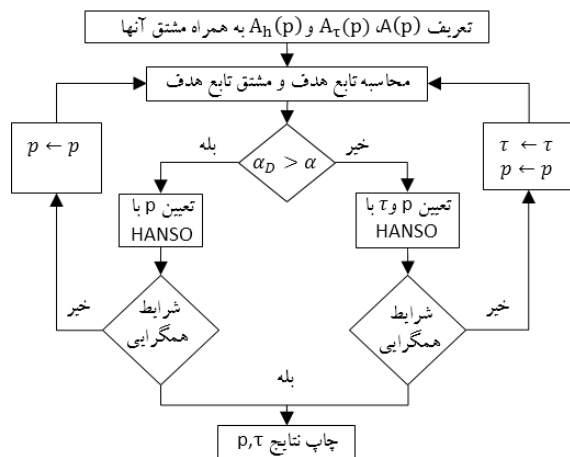 تعریف A(p)، A_τ(p) و A_h(p) به همراه مشتق آنها
محاسبه تابع هدف و مشتق تابع هدف
p ← p
τ ← τ
p ← p
بله
α_D > α
خیر
تعیین p با
HANSO
تعیین p و τ با
HANSO
خیر
شرایط
همگرایی
شرایط
همگرایی
خیر
بله
چاپ نتایج p,τ